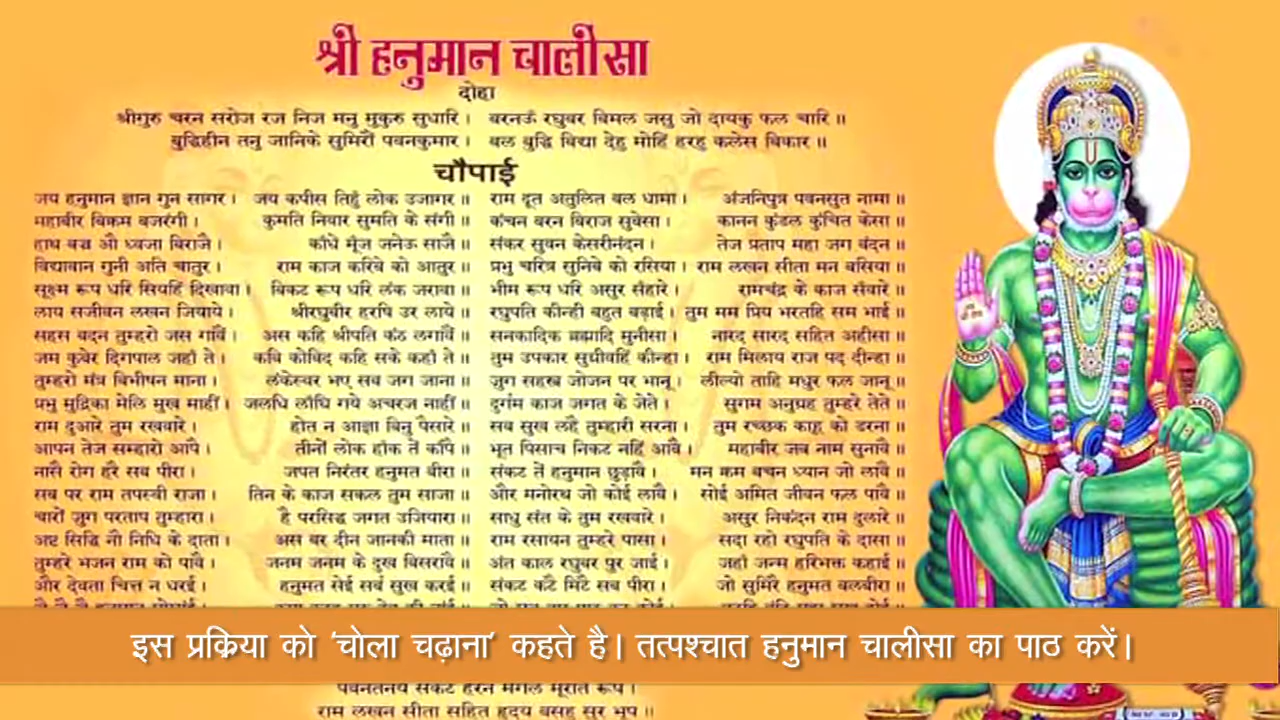 श्री हनुमान चालीसा
दोहा
श्रीगुरु चरन सरोज रज निज मनु मुकुरु सुधारि। बरनऊँ रघुबर बिमल जसु जो दायकु फल चारि॥
बुद्धिहीन तनु जानिके सुमिरौं पवनकुमार। बल बुद्धि बिद्या देहु मोहिं हरहु कलेस बिकार॥
चौपाई
जय हनुमान ज्ञान गुन सागर। जय कपीस तिहुं लोक उजागर॥ राम दूत अतुलित बल धामा। अंजनिपुत्र पवनसुत नामा॥
महाबीर बिक्रम बजरंगी। कुमति निवार सुमति के संगी॥ कंचन बरन बिराज सुवेसा। कानन कुंडल कुंचित केसा॥
हाथ बज्र औ ध्वजा बिराजै। काँधे मूँज जनेऊ साजै॥ संकर सुवन केसरीनंदन। तेज प्रताप महा जग बंदन॥
विद्यावान गुनी अति चातुर। राम काज करिबे को आतुर॥ प्रभु चरित्र सुनिबे को रसिया। राम लखन सीता मन बसिया॥
सूक्ष्म रूप धरि सियहिं दिखावा। बिकट रूप धरि लंक जरावा॥ भीम रूप धरि असुर सँहारे। रामचंद्र के काज सँवारे॥
लाय सजीवन लखन जियाये। श्रीरघुबीर हरषि उर लाये॥ रघुपति कीन्ही बहुत बड़ाई। तुम मम प्रिय भरतहि सम भाई॥
सहस बदन तुम्हरो जस गावैं। अस कहि श्रीपति कंठ लगावैं॥ सनकादिक ब्रह्मादि मुनीसा। नारद सारद सहित अहीसा॥
जम कुबेर दिगपाल जहाँ ते। कबि कोबिद कहि सके कहाँ ते॥ तुम उपकार सुग्रीवहिं कीन्हा। राम मिलाय राज पद दीन्हा॥
तुम्हरो मंत्र बिभीषन माना। लंकेस्वर भए सब जग जाना॥ जुग सहस्त्र जोजन पर भानू। लील्यो ताहि मधुर फल जानू॥
प्रभु मुद्रिका मेलि मुख माहीं। जलधि लाँघि गये अचरज नाहीं॥ दुर्गम काज जगत के जेते। सुगम अनुग्रह तुम्हरे तेते॥
राम दुआरे तुम रखवारे। होत न आज्ञा बिनु पैसारे॥ सब सुख लहै तुम्हारी सरना। तुम रच्छक काहू को डरना॥
आपन तेज सम्हारो आपै। तीनों लोक हाँक तें काँपै॥ भूत पिसाच निकट नहिं आवै। महाबीर जब नाम सुनावै॥
नासै रोग हरै सब पीरा। जपत निरंतर हनुमत बीरा॥ संकट तें हनुमान छुड़ावै। मन क्रम बचन ध्यान जो लावै॥
सब पर राम तपस्वी राजा। तिन के काज सकल तुम साजा॥ और मनोरथ जो कोई लावै। सोई अमित जीवन फल पावै॥
चारों जुग परताप तुम्हारा। है परसिद्ध जगत उजियारा॥ साधु संत के तुम रखवारे। असुर निकंदन राम दुलारे॥
अष्ट सिद्धि नौ निधि के दाता। अस बर दीन जानकी माता॥ राम रसायन तुम्हरे पासा। सदा रहो रघुपति के दासा॥
तुम्हरे भजन राम को पावै। जनम जनम के दुख बिसरावै॥ अंत काल रघुबर पुर जाई। जहाँ जन्म हरिभक्त कहाई॥
और देवता चित्त न धरई। हनुमत सेई सर्ब सुख करई॥ संकट कटै मिटै सब पीरा। जो सुमिरै हनुमत बलबीरा॥
इस प्रक्रिया को 'चोला चढ़ाना' कहते है। तत्पश्चात हनुमान चालीसा का पाठ करें।
पवनतनय संकट हरन मंगल मूरति रूप।
राम लखन सीता सहित हृदय बसहु सुर भूप॥